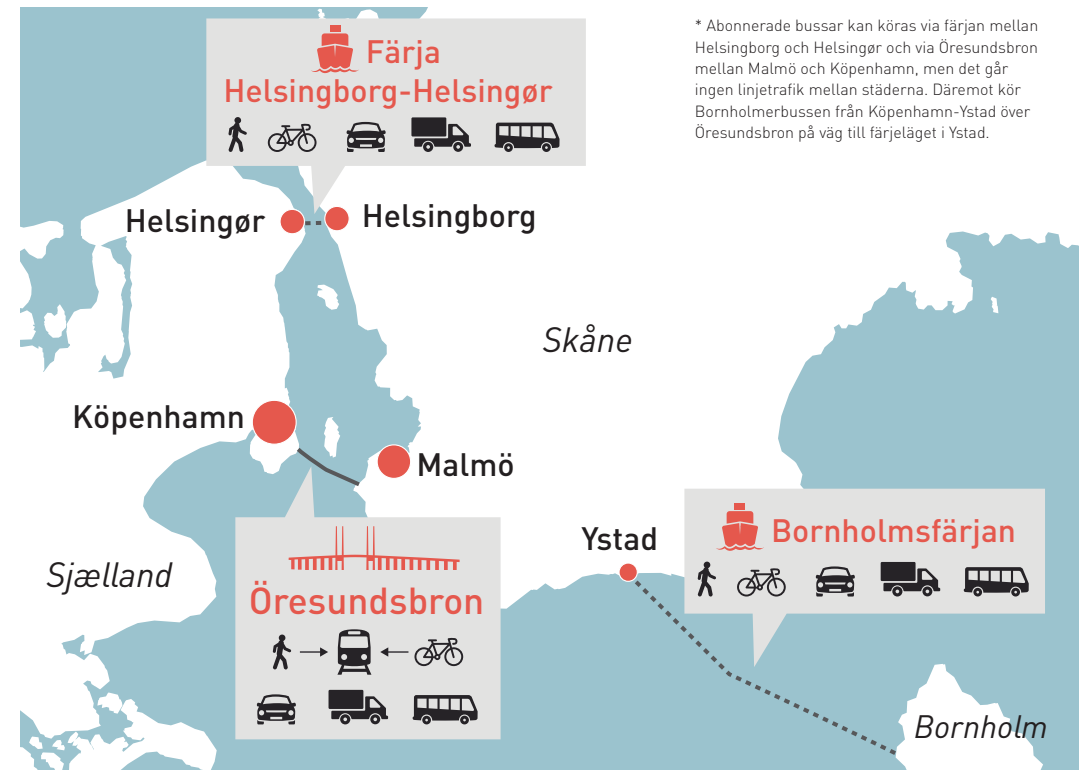 Färja
Helsingborg-Helsingør
* Abonnerade bussar kan köras via färjan mellan
Helsingborg och Helsingør och via Öresundsbron
mellan Malmö och Köpenhamn, men det går
ingen linjetrafik mellan städerna. Däremot kör
Bornholmerbussen från Köpenhamn-Ystad över
Öresundsbron på väg till färjeläget i Ystad.
Helsingør
Helsingborg
Skåne
Köpenhamn
Malmö
Sjælland
Öresundsbron
Ystad
Bornholmsfärjan
Bornholm